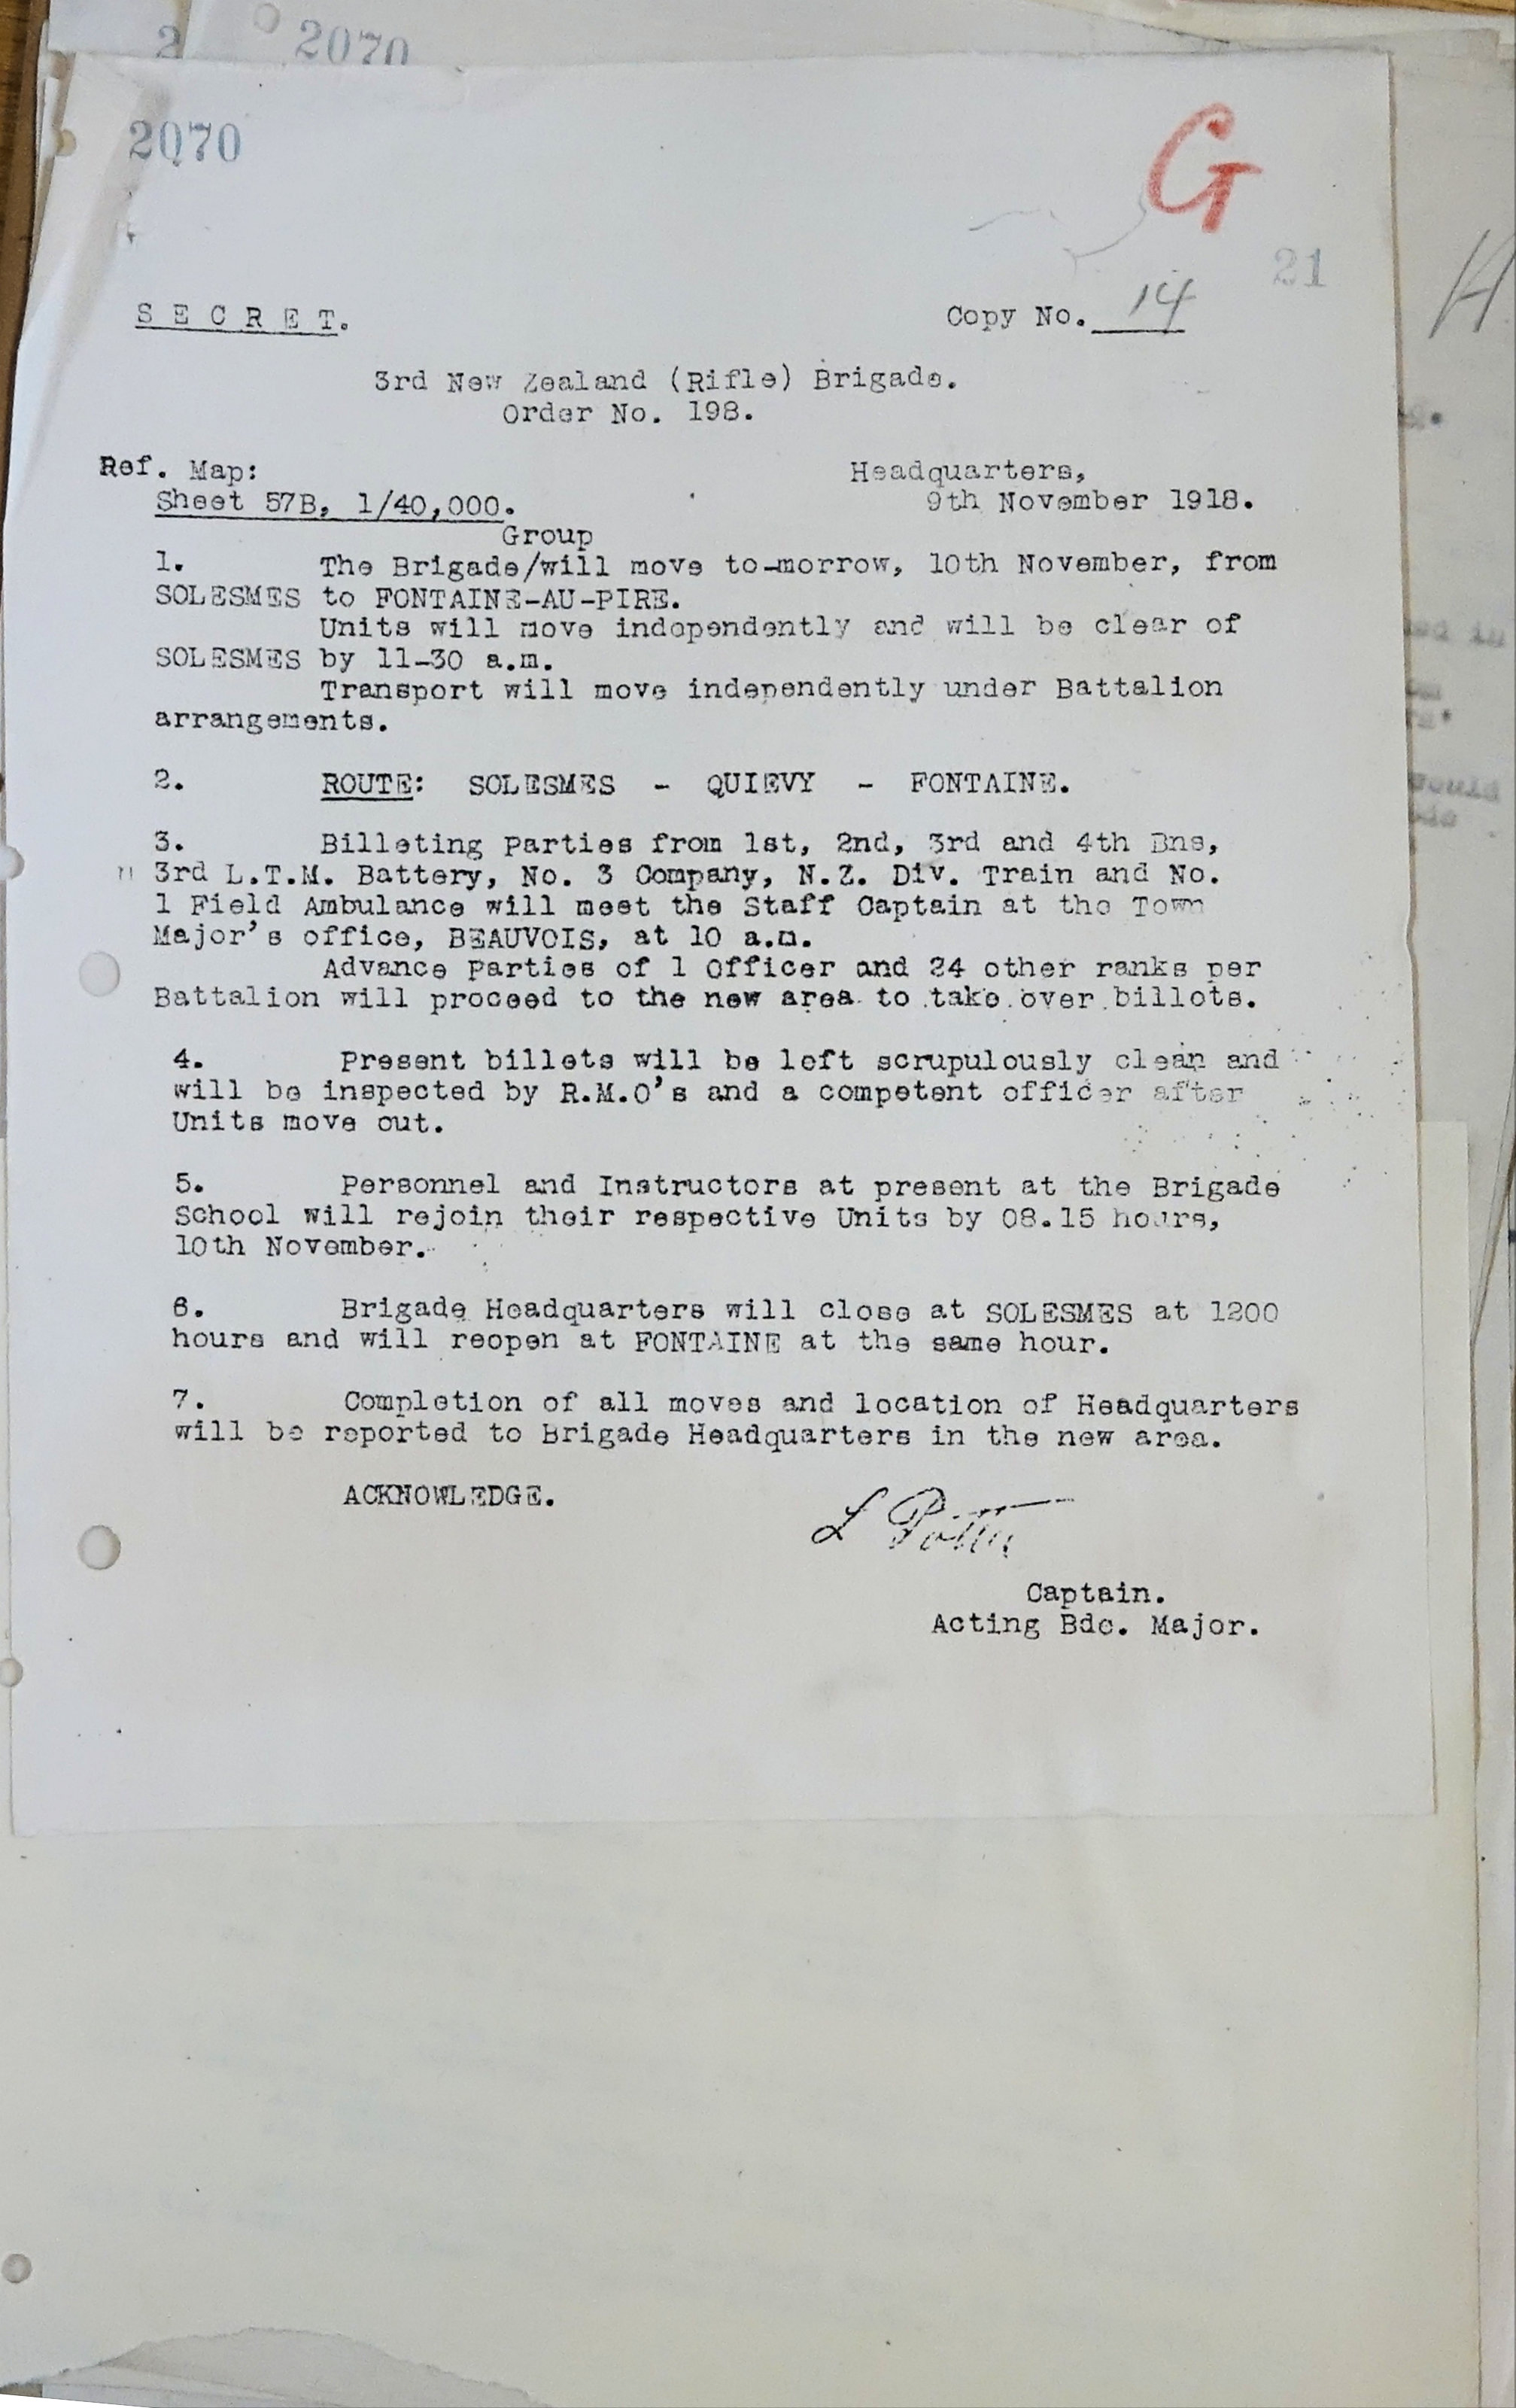 2070
2070
G
21
S E C R E T.
Copy No. 14
3rd New Zealand (Rifle) Brigade.
Order No. 198.
Ref. Map:
Sheet 57B, 1/40,000.
Headquarters,
9th November 1918.
Group
1. The Brigade/will move to-morrow, 10th November, from
SOLESMES to FONTAINE-AU-PIRE.
Units will move independently and will be clear of
SOLESMES by 11-30 a.m.
Transport will move independently under Battalion
arrangements.
2. ROUTE: SOLESMES - QUIEVY - FONTAINE.
3. Billeting Parties from 1st, 2nd, 3rd and 4th Bns,
3rd L.T.M. Battery, No. 3 Company, N.Z. Div. Train and No.
1 Field Ambulance will meet the Staff Captain at the Town
Major's office, BEAUVOIS, at 10 a.m.
Advance Parties of 1 Officer and 24 other ranks per
Battalion will proceed to the new area to take over billets.
4. Present billets will be left scrupulously clean and
will be inspected by R.M.O's and a competent officer after
Units move out.
5. Personnel and Instructors at present at the Brigade
School will rejoin their respective Units by 08.15 hours,
10th November.
6. Brigade Headquarters will close at SOLESMES at 1200
hours and will reopen at FONTAINE at the same hour.
7. Completion of all moves and location of Headquarters
will be reported to Brigade Headquarters in the new area.
ACKNOWLEDGE.
Captain.
Acting Bde. Major.